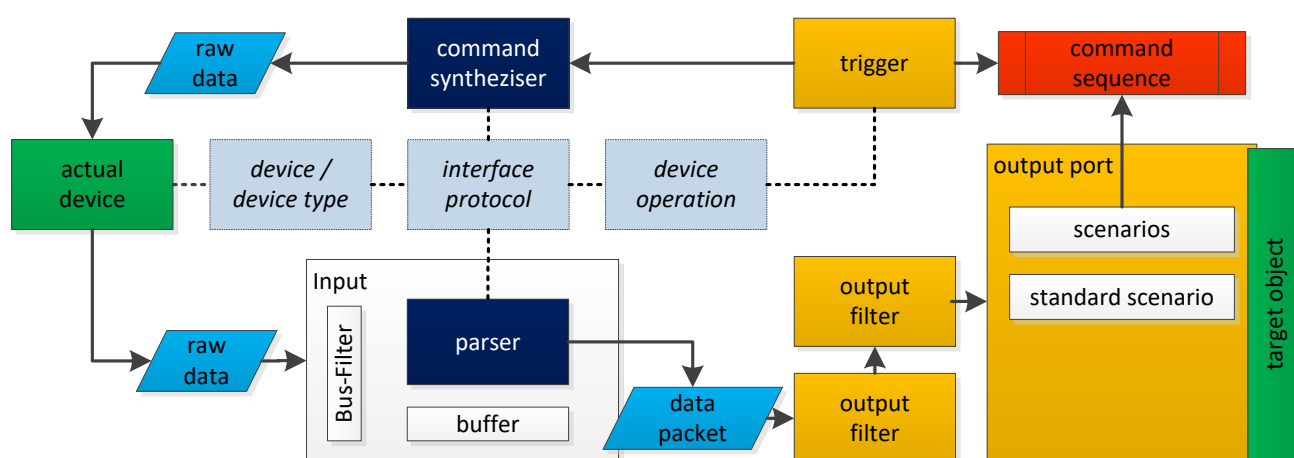 raw
data
command
syntheziser
trigger
command
sequence
actual
device
device /
device type
interface
protocol
device
operation
output port
scenarios
standard scenario
target object
Input
Bus-Filter
parser
buffer
raw
data
data
packet
output
filter
output
filter